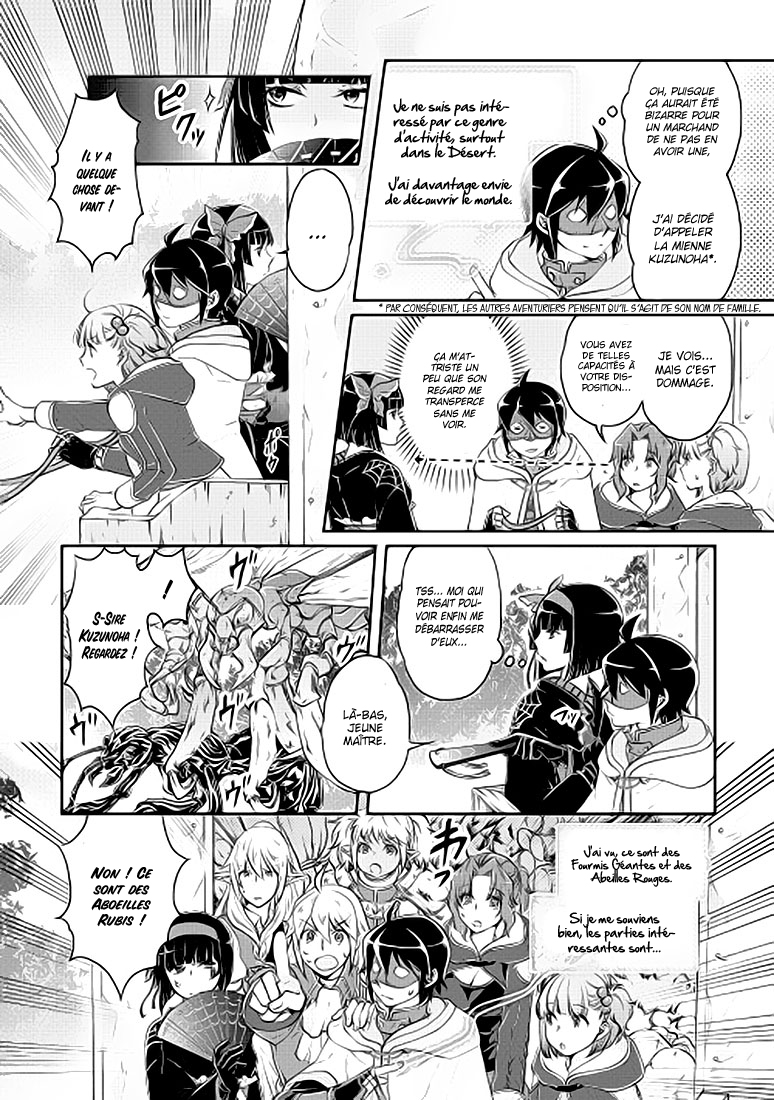 OH, PUISQUE
ÇA AURAIT ÉTÉ
BIZARRE POUR
UN MARCHAND
DE NE PAS EN
AVOIR UNE,
J'AI DÉCIDÉ
D'APPELER
LA MIENNE
KUZUNOHA*.
Je ne suis pas inté-
ressé par ce genre
d'activité, surtout
dans le Désert.
J'ai davantage envie
de découvrir le monde.
* PAR CONSÉQUENT, LES AUTRES AVENTURIERS PENSENT QU'IL S'AGIT DE SON NOM DE FAMILLE.
JE VOIS...
MAIS C'EST
DOMMAGE.
VOUS AVEZ
DE TELLES
CAPACITÉS À
VOTRE DIS-
POSITION...
ÇA M'AT-
TRISTE UN
PEU QUE SON
REGARD ME
TRANSPERCE
SANS ME
VOIR.
ピクッ
...
IL Y A
QUELQUE
CHOSE DE-
VANT !
TSS... MOI QUI
PENSAIT POU-
VOIR ENFIN ME
DÉBARRASSER
D'EUX...
LÀ-BAS,
JEUNE
MAÎTRE.
!
S-SIRE
KUZUNOHA !
REGARDEZ !
J'ai vu, ce sont des
Fourmis Géantes et des
Abeilles Rouges.
Si je me souviens
bien, les parties inté-
ressantes sont...
NON ! CE
SONT DES
ABOEILLES
RUBIS !